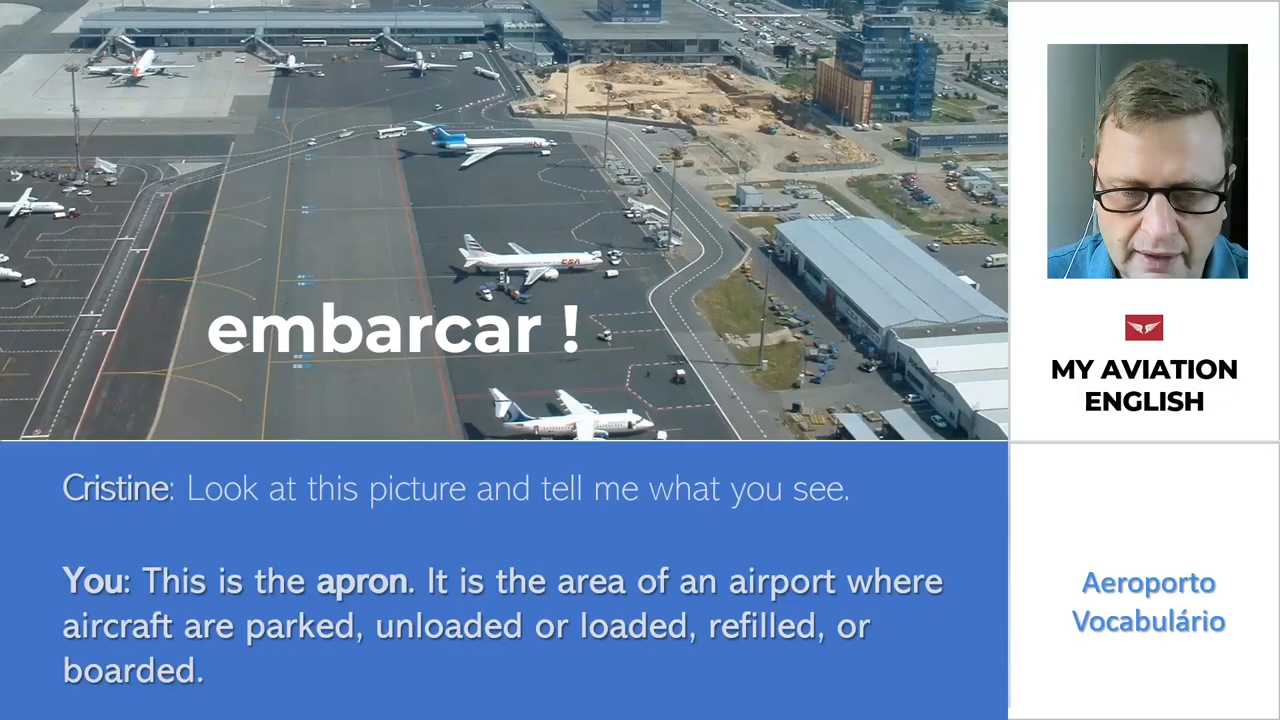 embarcar !
MY AVIATION
ENGLISH
Cristine: Look at this picture and tell me what you see.
You: This is the apron. It is the area of an airport where
aircraft are parked, unloaded or loaded, refilled, or
boarded.
Aeroporto
Vocabulário